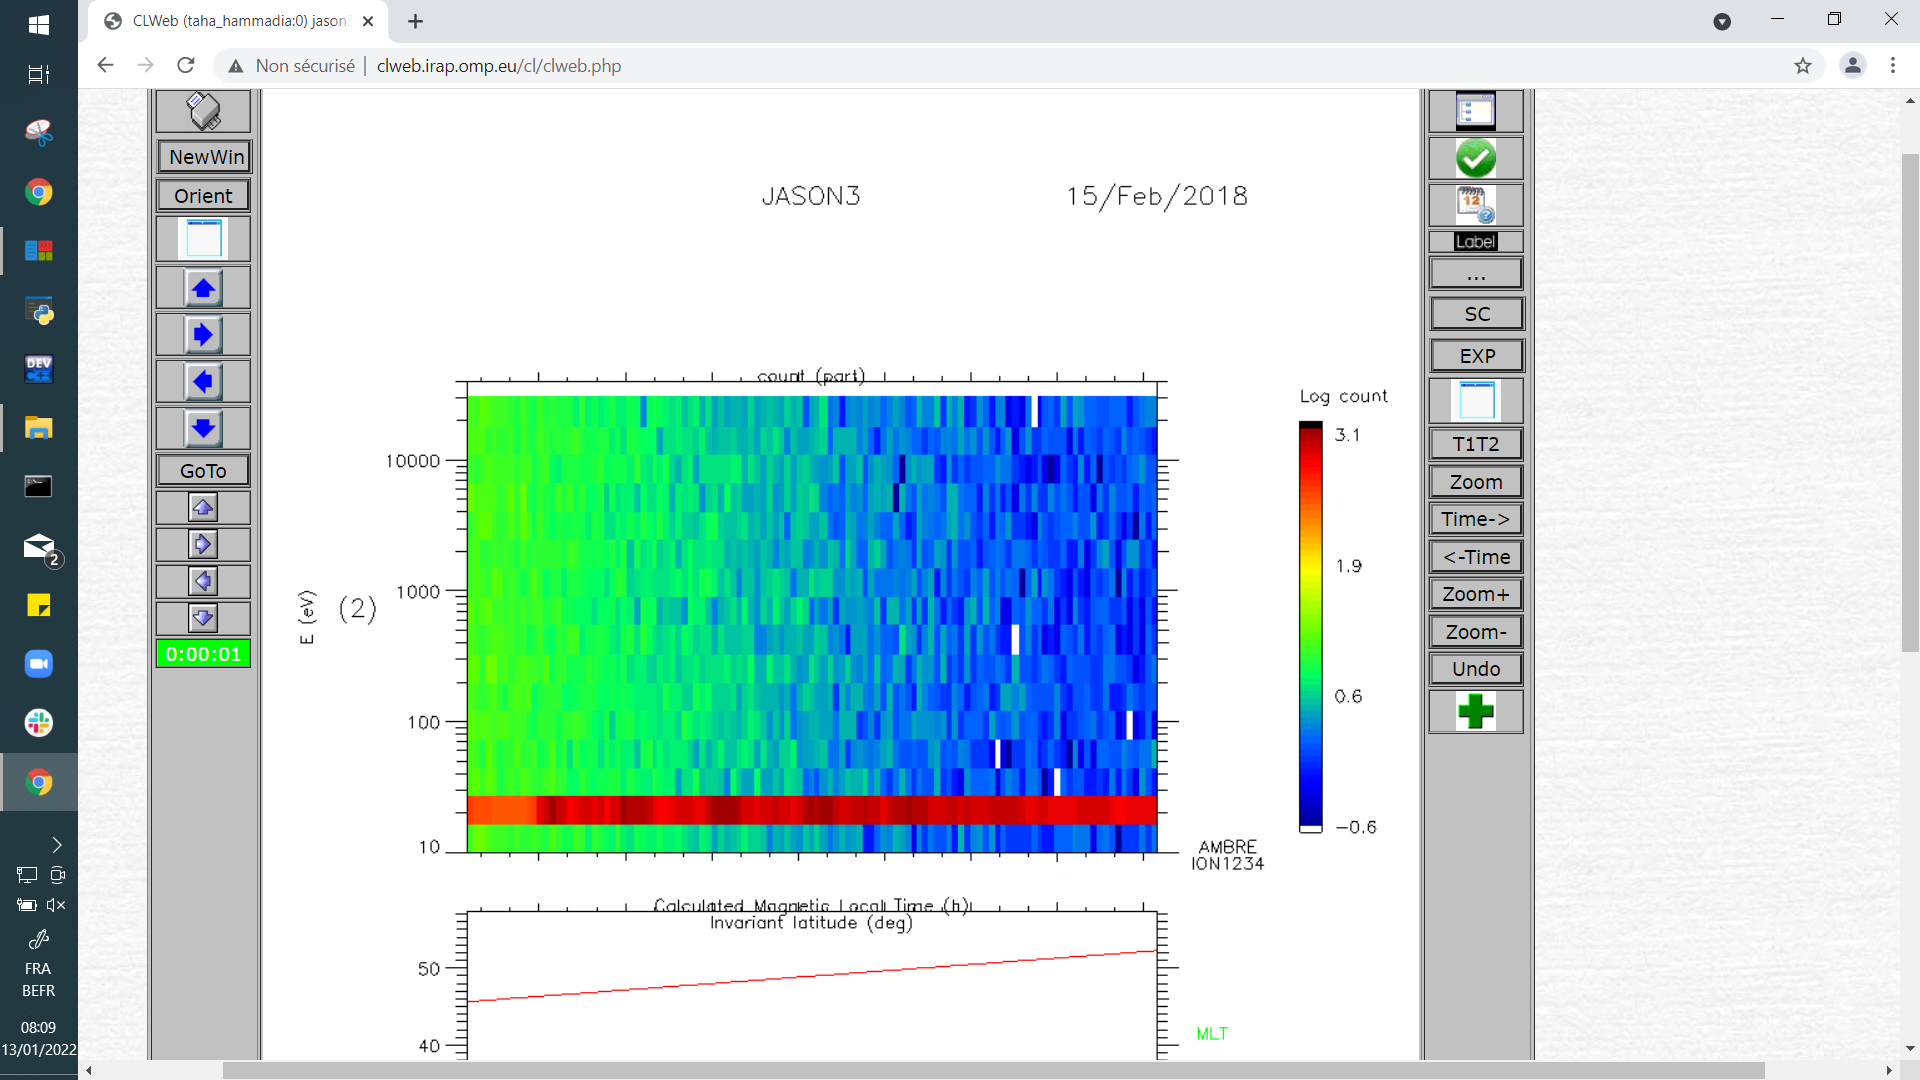 CLWeb (taha_hammadia:0) jason3
Non sécurisé
clweb.irap.omp.eu/cl/clweb.php
NewWin
Orient
GoTo
0:00:01
JASON3 15/Feb/2018
count (part)
10000
1000
100
10
E (eV)
(2)
Log count
3.1
1.9
0.6
-0.6
AMBRE
ION1234
Calculated Magnetic Local Time (h)
Invariant latitude (deg)
50
40
MLT
12
Label
...
SC
EXP
T1T2
Zoom
Time->
<-Time
Zoom+
Zoom-
Undo
DEV
C++
2
FRA
BEFR
08:09
13/01/2022